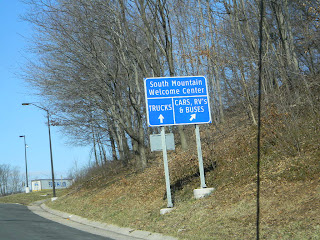 South Mountain
Welcome Center
TRUCKS
CARS, RV's
& BUSES